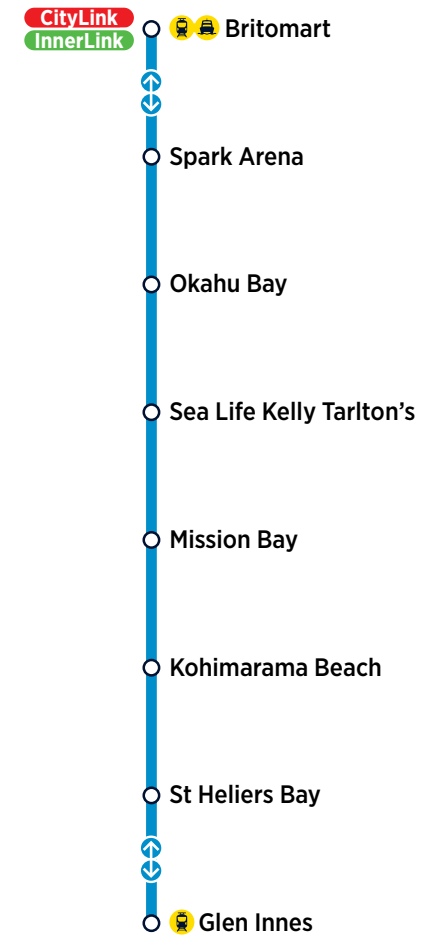 CityLink
InnerLink
Britomart
Spark Arena
Okahu Bay
Sea Life Kelly Tarlton’s
Mission Bay
Kohimarama Beach
St Heliers Bay
Glen Innes